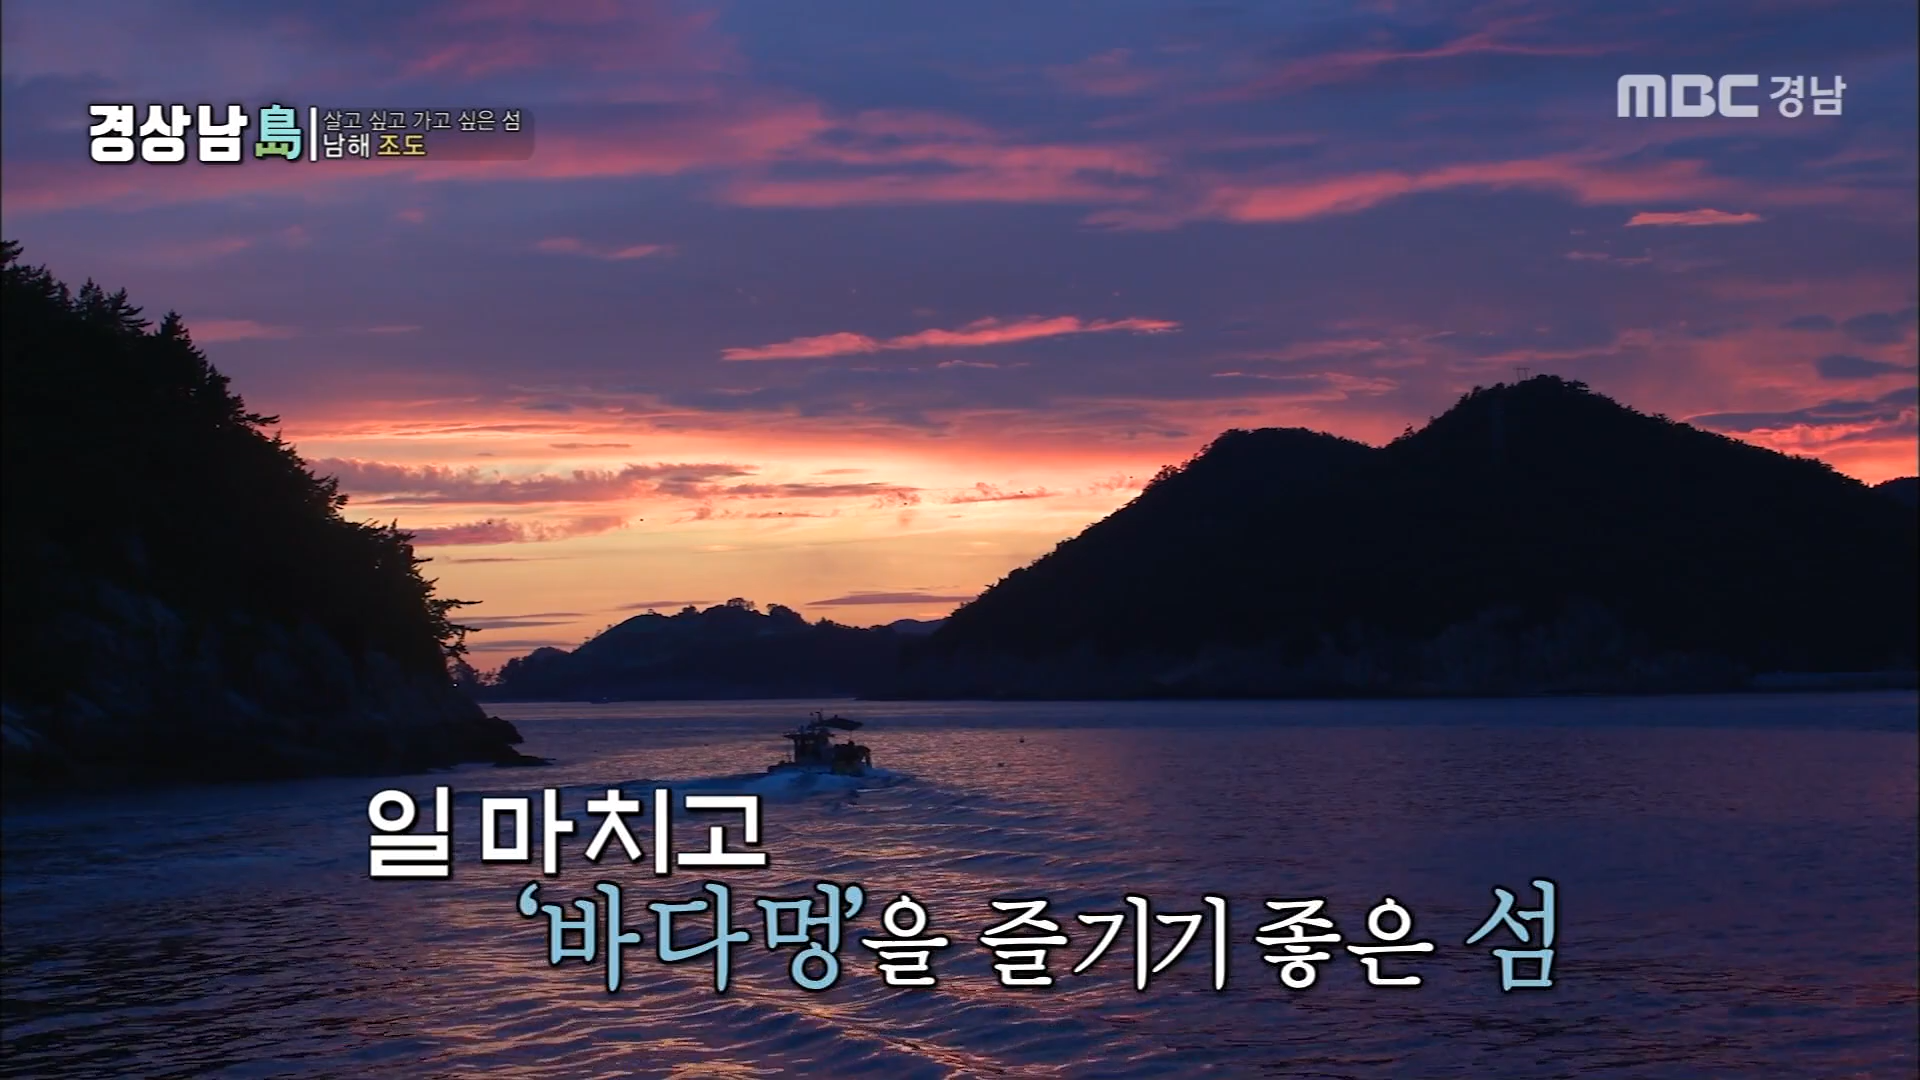 경상남島
살고 싶고 가고 싶은 섬
남해 조도
MBC 경남
일 마치고
‘바다멍’을 즐기기 좋은 섬